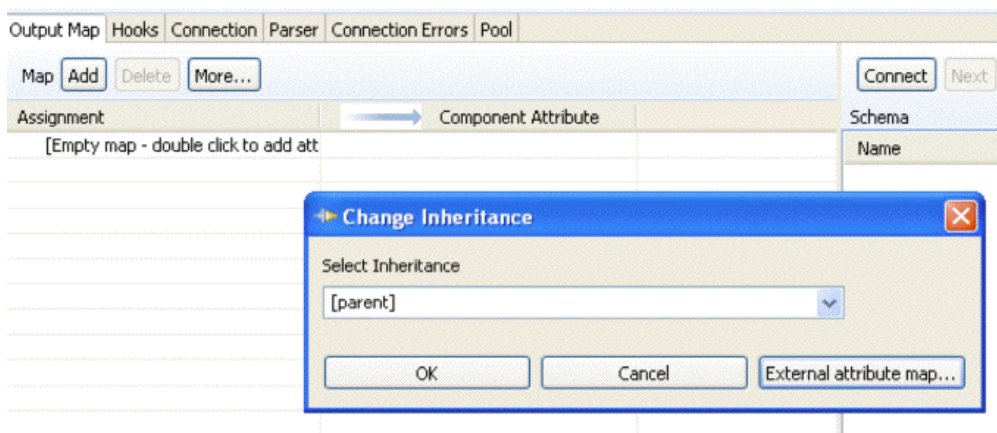 Output Map Hooks Connection Parser Connection Errors Pool
Map Add Delete More... Connect Next
Assignment Component Attribute Schema
[Empty map - double click to add att Name
Change Inheritance
Select Inheritance
[parent]
OK Cancel External attribute map...